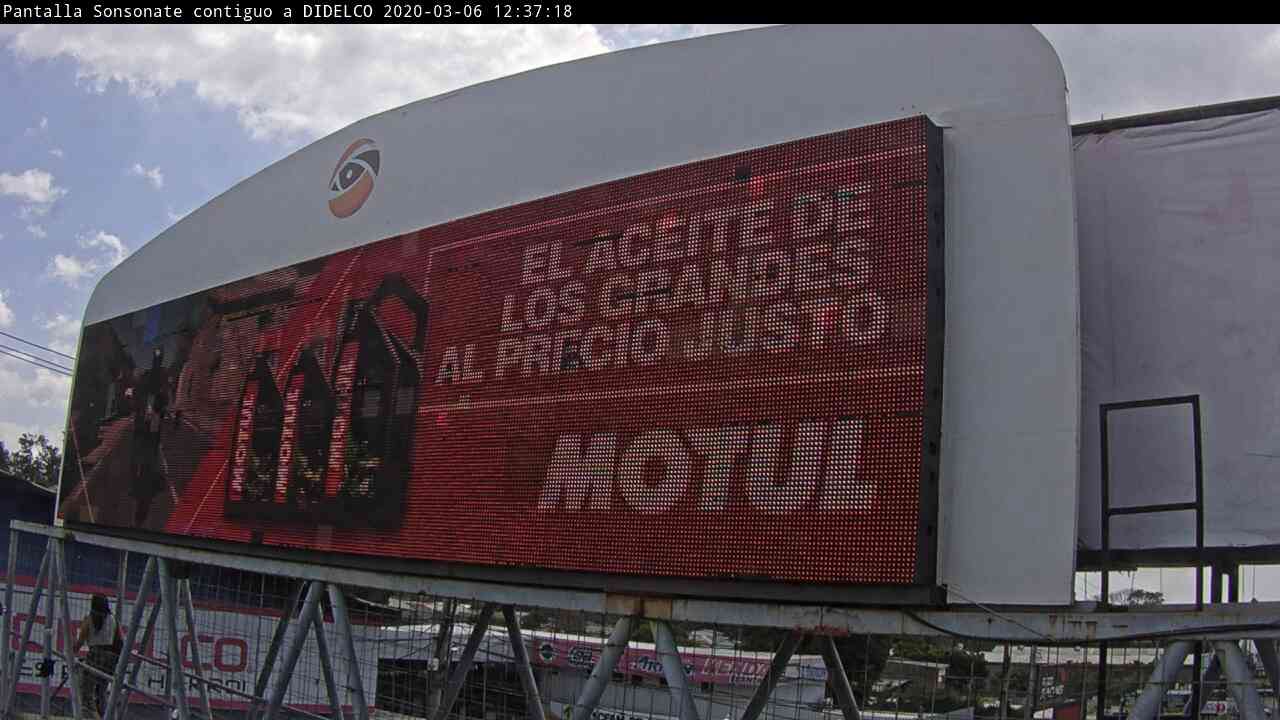 Pantalla Sonsonate contiguo a DIDELCO 2020-03-06 12:37:18
EL ACEITE DE
LOS GRANDES
AL PRECIO JUSTO
MOTUL